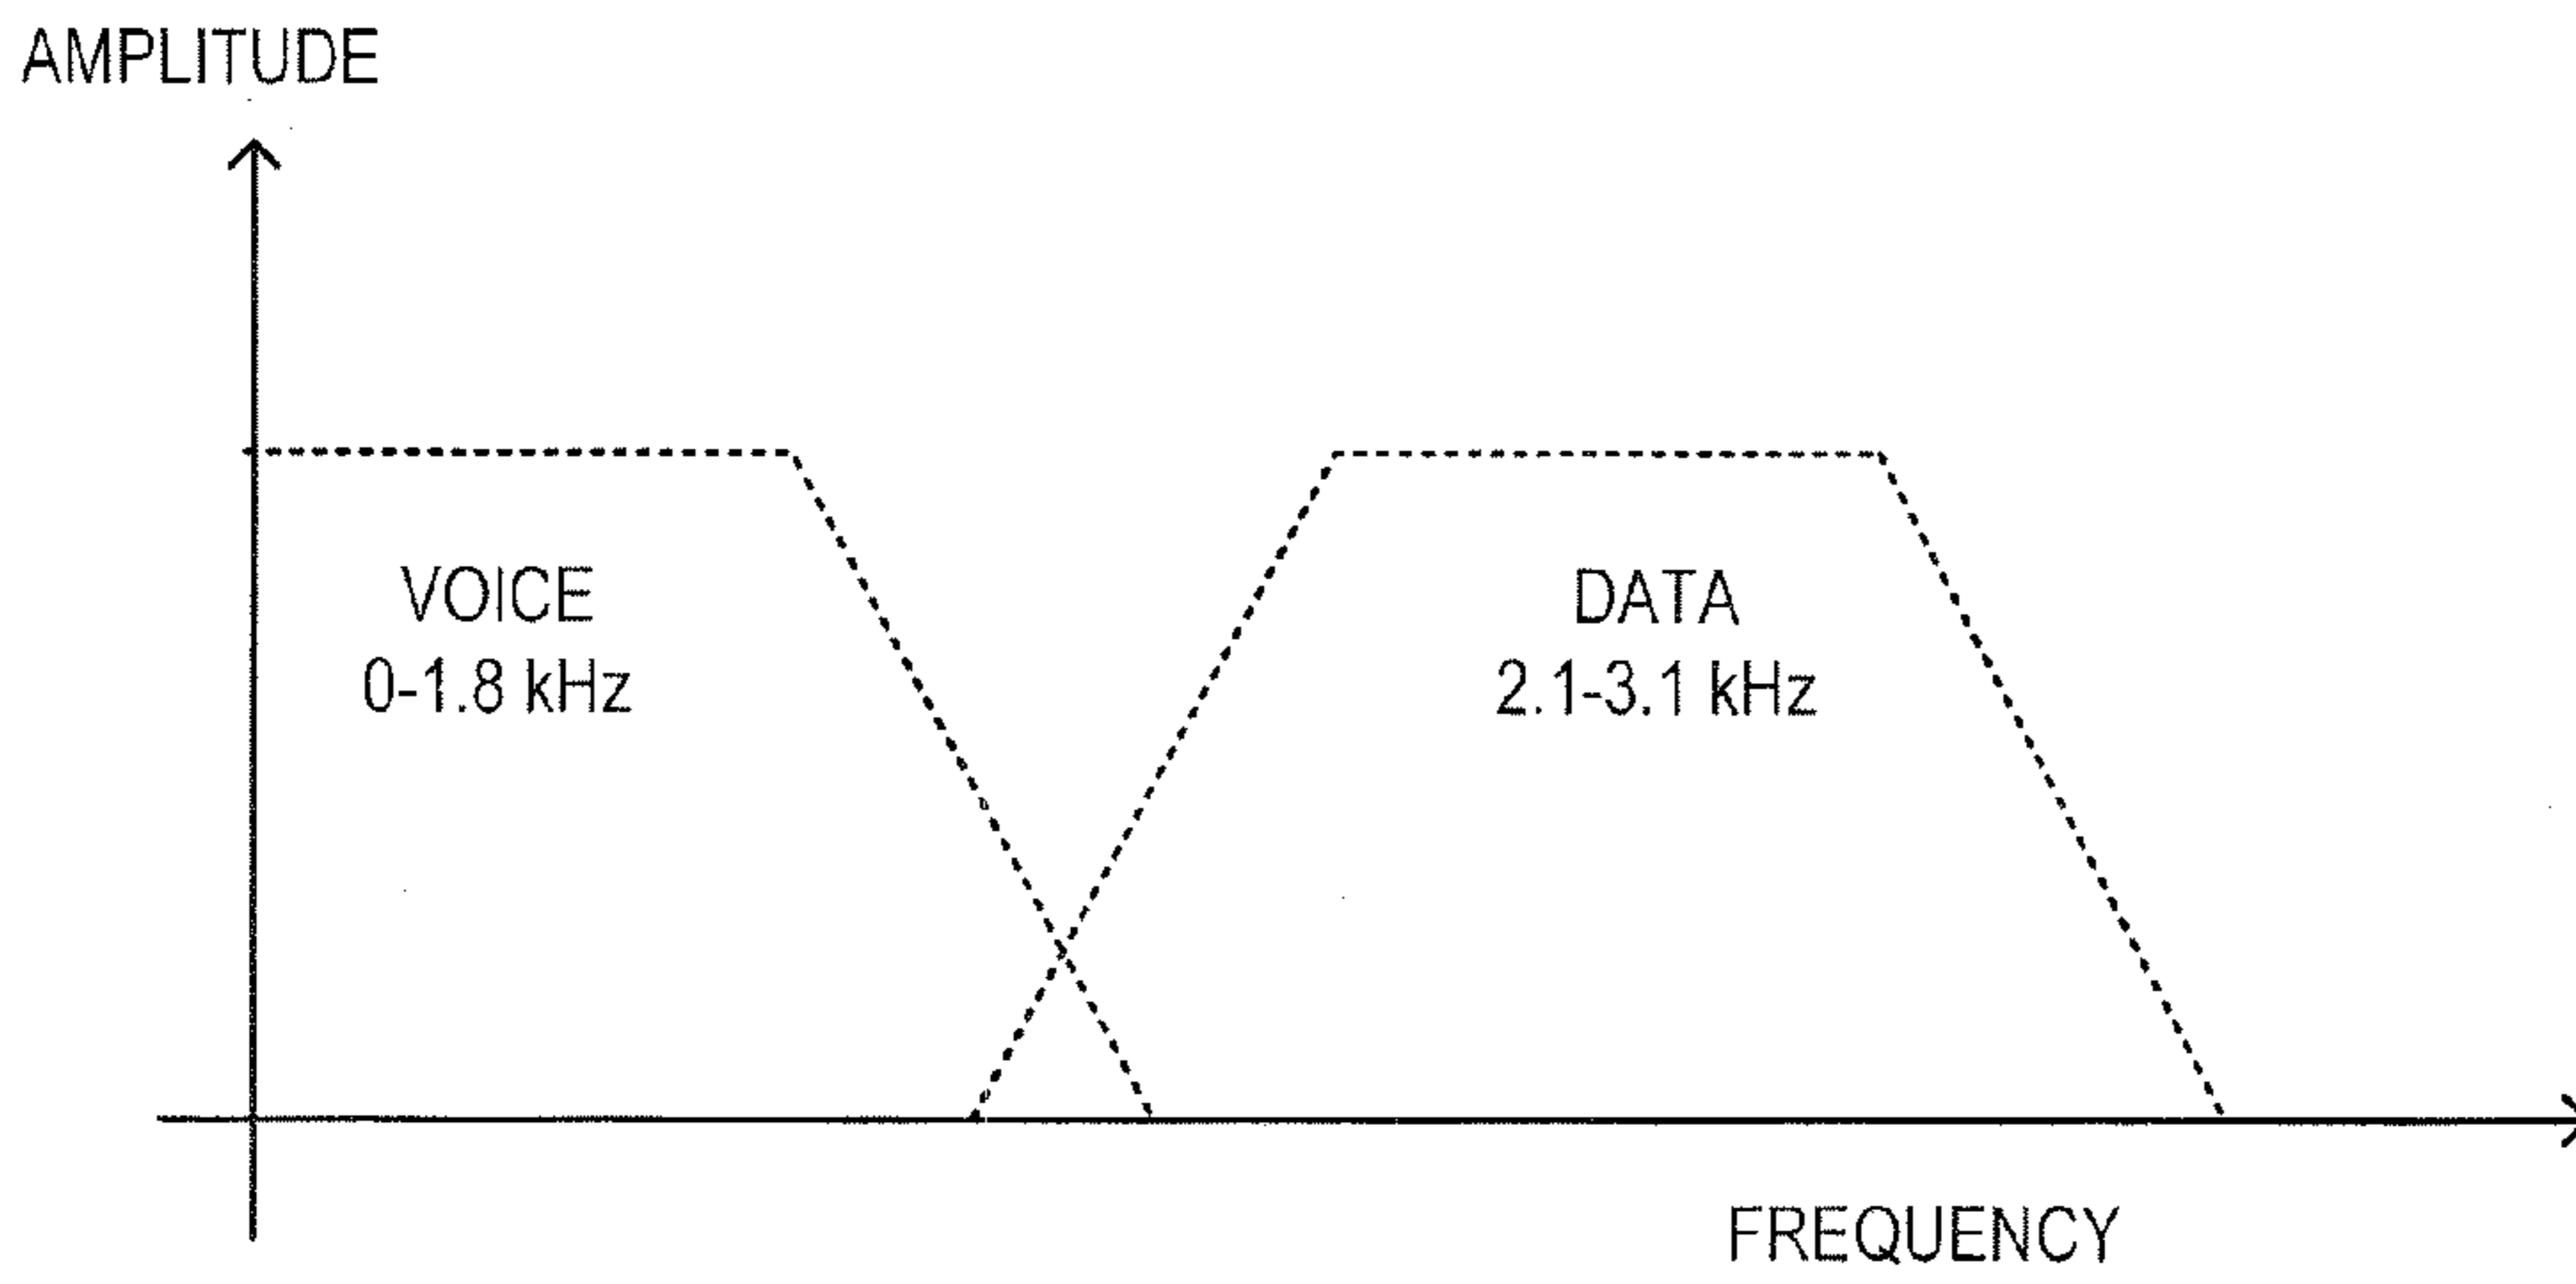 AMPLITUDE
VOICE
0-1.8 kHz
DATA
2.1-3.1 kHz
FREQUENCY